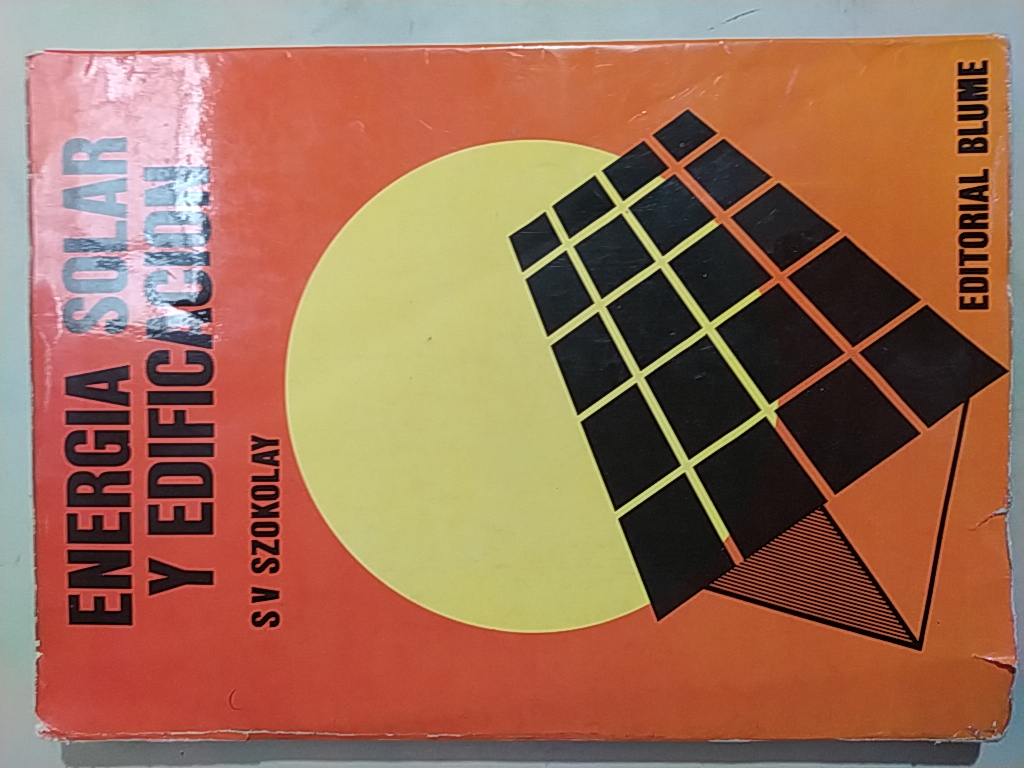 ENERGIA SOLAR
Y EDIFICACION
S V SZOKOLAY
EDITORIAL BLUME